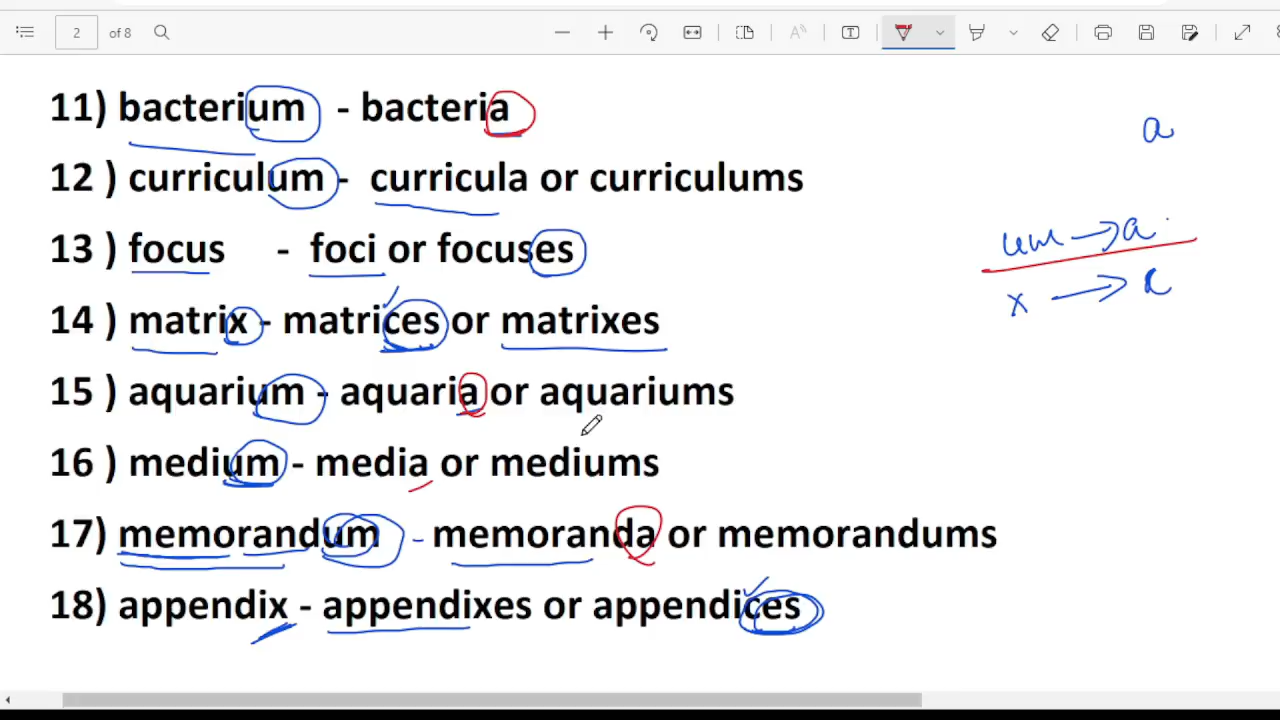 2 of 8
11) bacterium - bacteria
12 ) curriculum - curricula or curriculums
13 ) focus - foci or focuses
14 ) matrix - matrices or matrixes
15 ) aquarium - aquaria or aquariums
16 ) medium - media or mediums
17) memorandum - memoranda or memorandums
18) appendix - appendixes or appendices
a
um → a
x →